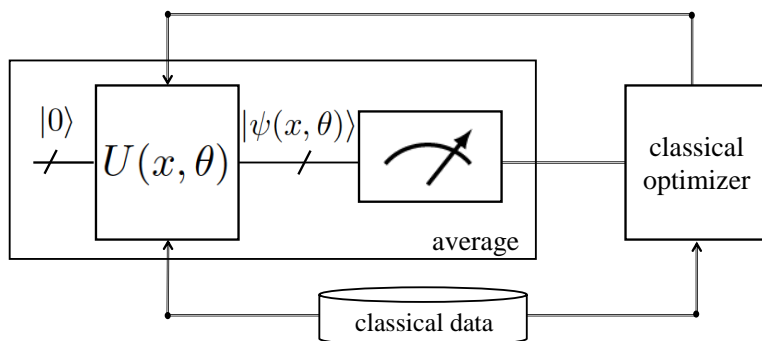 |0⟩
U(x, θ)
|ψ(x, θ)⟩
average
classical
optimizer
classical data